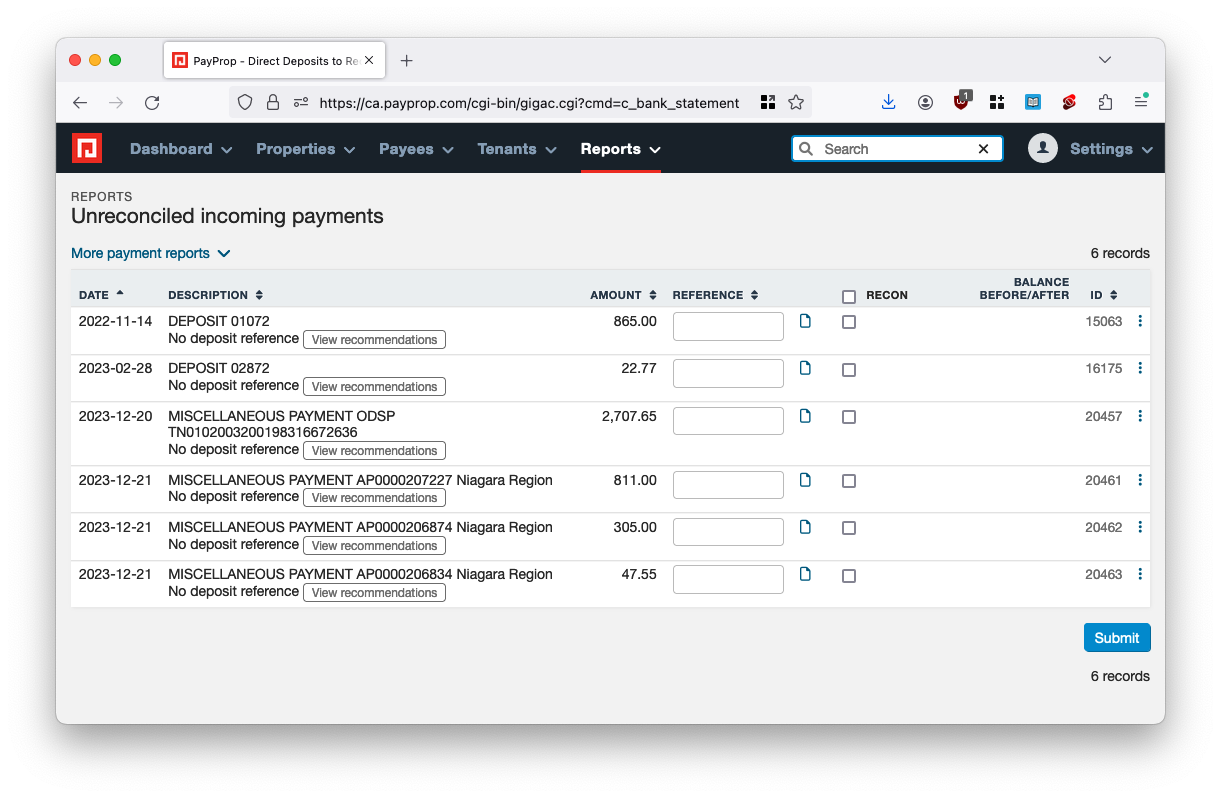 PayProp - Direct Deposits to Re
https://ca.payprop.com/cgi-bin/gigac.cgi?cmd=c_bank_statement
1
Dashboard Properties Payees Tenants Reports Search Settings
REPORTS
Unreconciled incoming payments
More payment reports
6 records
DATE DESCRIPTION AMOUNT REFERENCE RECON BALANCE BEFORE/AFTER ID
2022-11-14 DEPOSIT 01072 865.00 15063
No deposit reference View recommendations
2023-02-28 DEPOSIT 02872 22.77 16175
No deposit reference View recommendations
2023-12-20 MISCELLANEOUS PAYMENT ODSP 2,707.65 20457
TN0102003200198316672636
No deposit reference View recommendations
2023-12-21 MISCELLANEOUS PAYMENT AP0000207227 Niagara Region 811.00 20461
No deposit reference View recommendations
2023-12-21 MISCELLANEOUS PAYMENT AP0000206874 Niagara Region 305.00 20462
No deposit reference View recommendations
2023-12-21 MISCELLANEOUS PAYMENT AP0000206834 Niagara Region 47.55 20463
No deposit reference View recommendations
Submit
6 records